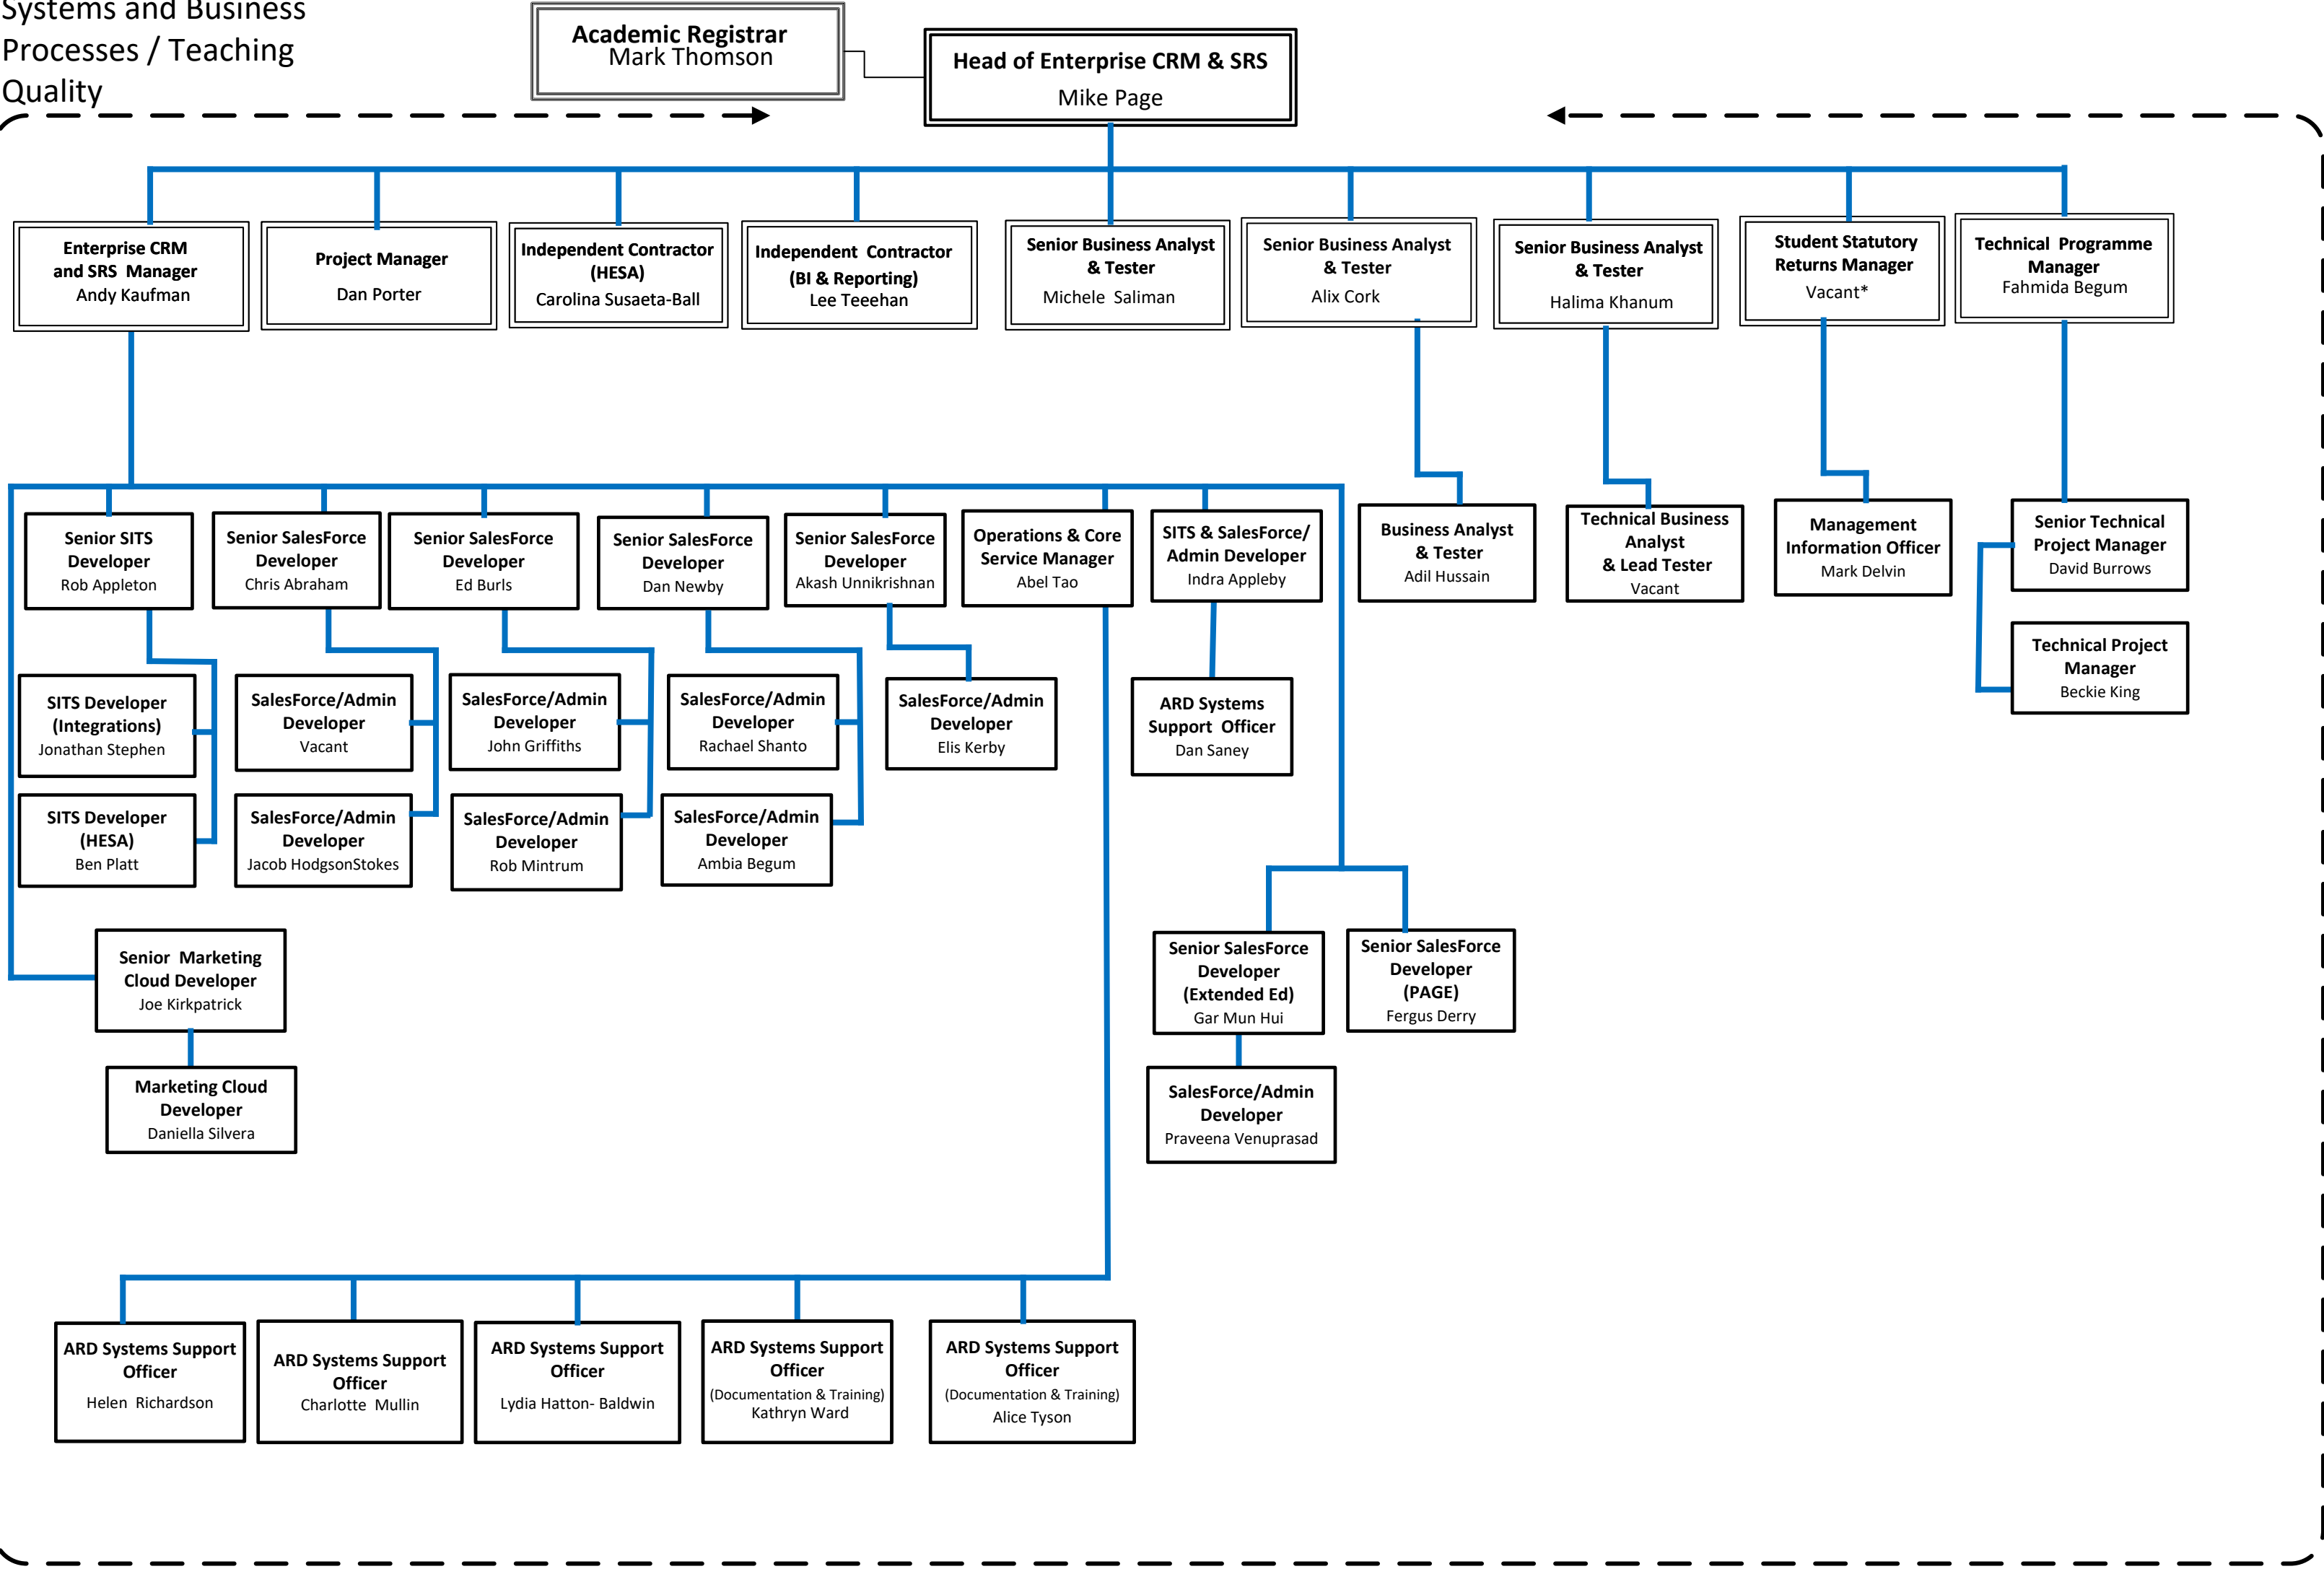 Systems and Business
Processes / Teaching
Quality
Academic Registrar
Mark Thomson
Head of Enterprise CRM & SRS
Mike Page
Enterprise CRM
and SRS Manager
Andy Kaufman
Project Manager
Dan Porter
Independent Contractor
(HESA)
Carolina Susaeta-Ball
Independent Contractor
(BI & Reporting)
Lee Teeehan
Senior Business Analyst
& Tester
Michele Saliman
Senior Business Analyst
& Tester
Alix Cork
Senior Business Analyst
& Tester
Halima Khanum
Student Statutory
Returns Manager
Vacant*
Technical Programme
Manager
Fahmida Begum
Senior SITS
Developer
Rob Appleton
Senior SalesForce
Developer
Chris Abraham
Senior SalesForce
Developer
Ed Burls
Senior SalesForce
Developer
Dan Newby
Senior SalesForce
Developer
Akash Unnikrishnan
Operations & Core
Service Manager
Abel Tao
SITS & SalesForce/
Admin Developer
Indra Appleby
Business Analyst
& Tester
Adil Hussain
Technical Business
Analyst
& Lead Tester
Vacant
Management
Information Officer
Mark Delvin
Senior Technical
Project Manager
David Burrows
Technical Project
Manager
Beckie King
SITS Developer
(Integrations)
Jonathan Stephen
SalesForce/Admin
Developer
Vacant
SalesForce/Admin
Developer
John Griffiths
SalesForce/Admin
Developer
Rachael Shanto
SalesForce/Admin
Developer
Elis Kerby
ARD Systems
Support Officer
Dan Saney
SITS Developer
(HESA)
Ben Platt
SalesForce/Admin
Developer
Jacob HodgsonStokes
SalesForce/Admin
Developer
Rob Mintrum
SalesForce/Admin
Developer
Ambia Begum
Senior Marketing
Cloud Developer
Joe Kirkpatrick
Senior SalesForce
Developer
(Extended Ed)
Gar Mun Hui
Senior SalesForce
Developer
(PAGE)
Fergus Derry
Marketing Cloud
Developer
Daniella Silvera
SalesForce/Admin
Developer
Praveena Venuprasad
ARD Systems Support
Officer
Helen Richardson
ARD Systems Support
Officer
Charlotte Mullin
ARD Systems Support
Officer
Lydia Hatton- Baldwin
ARD Systems Support
Officer
(Documentation & Training)
Kathryn Ward
ARD Systems Support
Officer
(Documentation & Training)
Alice Tyson